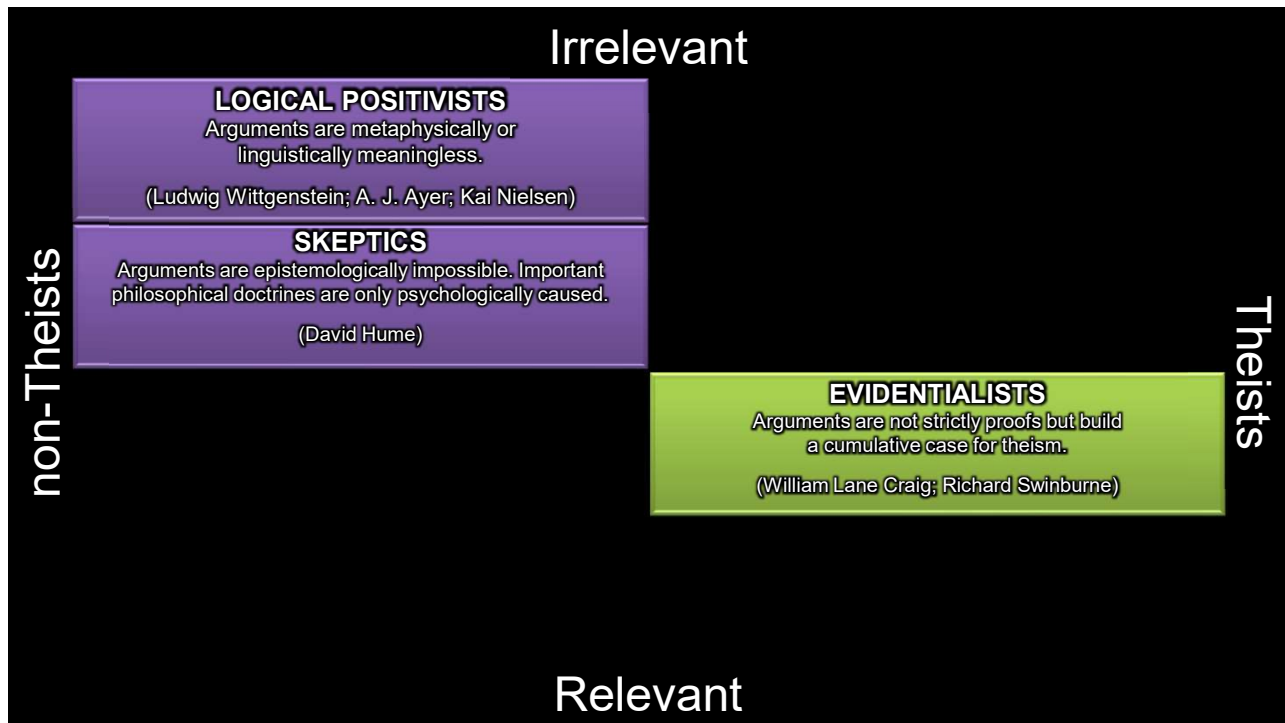 Irrelevant
LOGICAL POSITIVISTS
Arguments are metaphysically or
linguistically meaningless.
(Ludwig Wittgenstein; A. J. Ayer; Kai Nielsen)
SKEPTICS
Arguments are epistemologically impossible. Important
philosophical doctrines are only psychologically caused.
(David Hume)
non-Theists
EVIDENTIALISTS
Arguments are not strictly proofs but build
a cumulative case for theism.
(William Lane Craig; Richard Swinburne)
Theists
Relevant